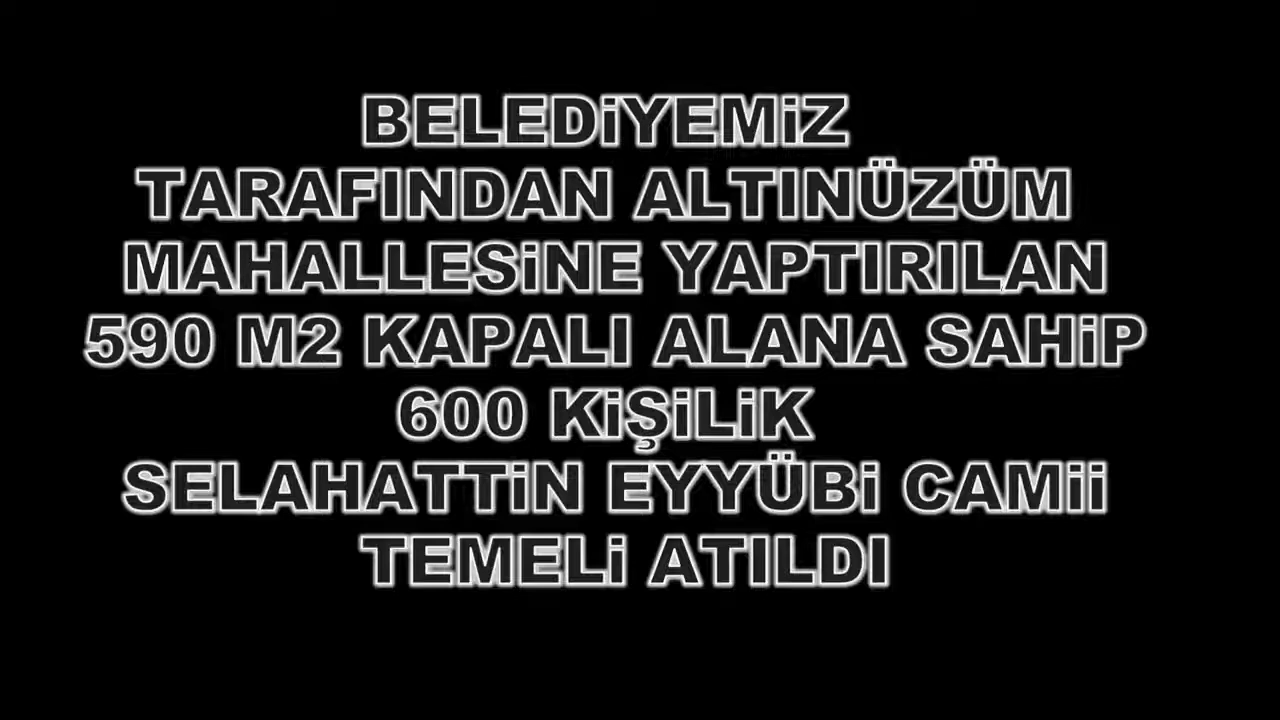 BELEDiYEMiZ
TARAFINDAN ALTINÜZÜM
MAHALLESiNE YAPTIRILAN
590 M2 KAPALI ALANA SAHiP
600 KiŞiLiK
SELAHATTiN EYYÜBi CAMii
TEMELi ATILDI